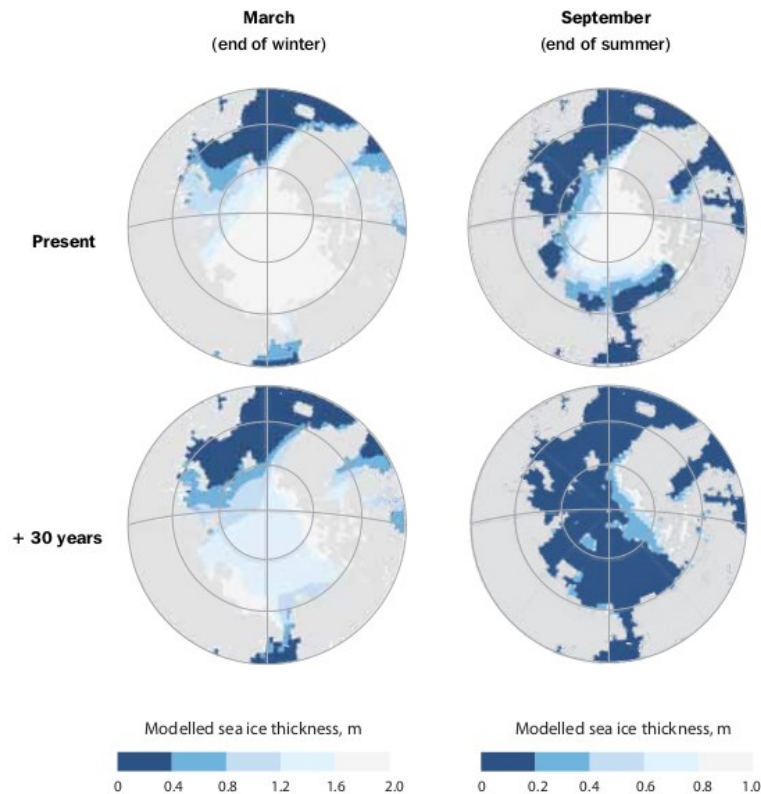 March
(end of winter)
September
(end of summer)
Present
+ 30 years
Modelled sea ice thickness, m
0 0.4 0.8 1.2 1.6 2.0
Modelled sea ice thickness, m
0 0.2 0.4 0.6 0.8 1.0